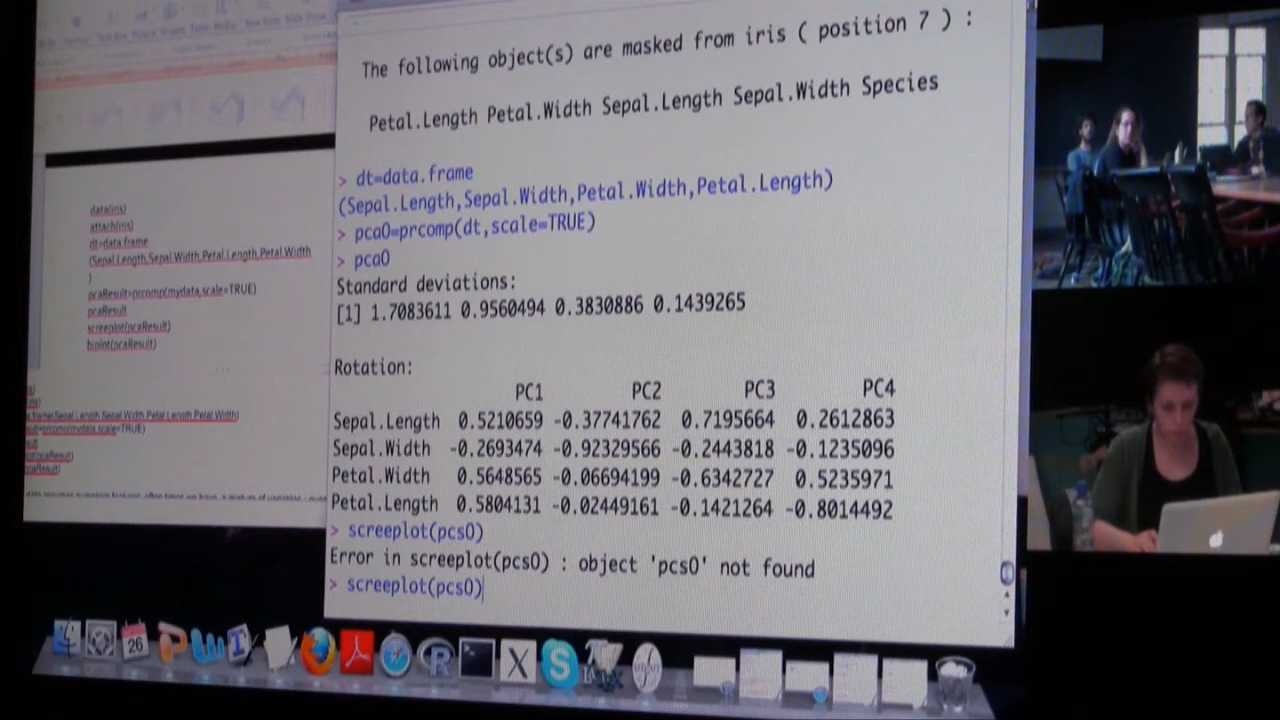 The following object(s) are masked from iris ( position 7 ) :
Petal.Length Petal.Width Sepal.Length Sepal.Width Species
> dt=data.frame
(Sepal.Length,Sepal.Width,Petal.Width,Petal.Length)
> pca0=prcomp(dt,scale=TRUE)
> pca0
Standard deviations:
[1] 1.7083611 0.9560494 0.3830886 0.1439265
Rotation:
PC1 PC2 PC3 PC4
Sepal.Length 0.5210659 -0.37741762 0.7195664 0.2612863
Sepal.Width -0.2693474 -0.92329566 -0.2443818 -0.1235096
Petal.Width 0.5648565 -0.06694199 -0.6342727 0.5235971
Petal.Length 0.5804131 -0.02449161 -0.1421264 -0.8014492
> screeplot(pcs0)
Error in screeplot(pcs0) : object 'pcs0' not found
> screeplot(pcs0)
data(iris)
attach(iris)
dt=data.frame
(Sepal.Length,Sepal.Width,Petal.Length,Petal.Width
)
pcaResult=prcomp(mydata,scale=TRUE)
pcaResult
screeplot(pcaResult)
biplot(pcaResult)
26